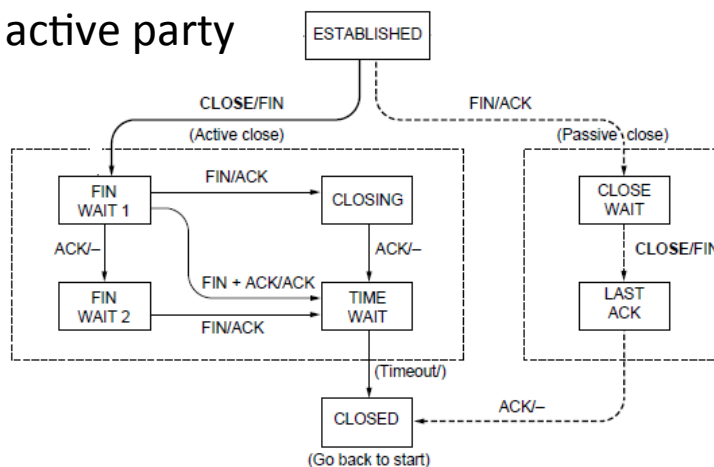 active party
ESTABLISHED
CLOSE/FIN
FIN/ACK
(Active close)
(Passive close)
FIN
WAIT 1
FIN/ACK
CLOSING
CLOSE
WAIT
ACK/–
ACK/–
CLOSE/FIN
FIN + ACK/ACK
FIN
WAIT 2
FIN/ACK
TIME
WAIT
LAST
ACK
(Timeout/)
CLOSED
ACK/–
(Go back to start)